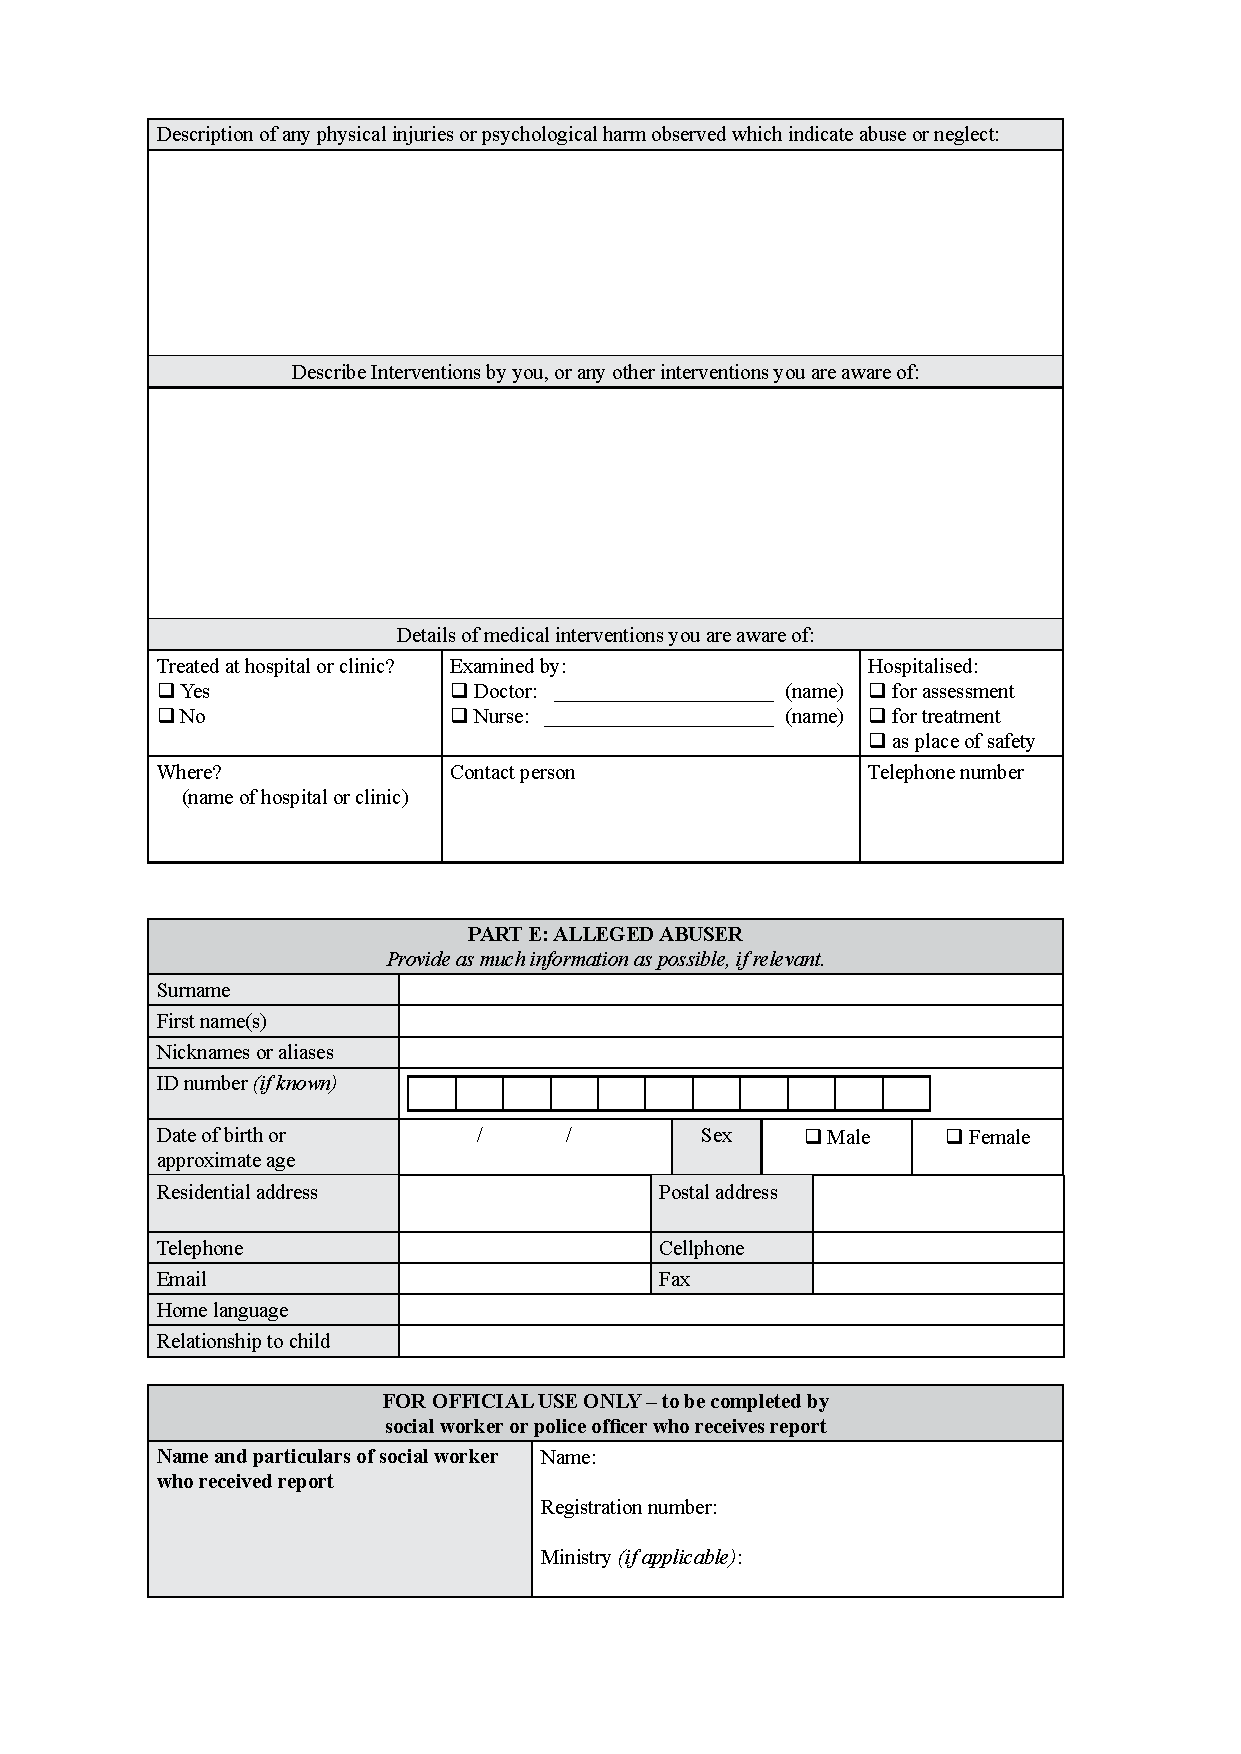 Description of any physical injuries or psychological harm observed which indicate abuse or neglect:
Describe Interventions by you, or any other interventions you are aware of:
Details of medical interventions you are aware of:
Treated at hospital or clinic?
❑ Yes
❑ No
Examined by:
❑ Doctor: ______________________ (name)
❑ Nurse: _______________________ (name)
Hospitalised:
❑ for assessment
❑ for treatment
❑ as place of safety
Where?
(name of hospital or clinic)
Contact person
Telephone number
PART E: ALLEGED ABUSER
Provide as much information as possible, if relevant.
Surname
First name(s)
Nicknames or aliases
ID number (if known)
Date of birth or
approximate age
/ /
Sex
❑ Male
❑ Female
Residential address
Postal address
Telephone
Cellphone
Email
Fax
Home language
Relationship to child
FOR OFFICIAL USE ONLY – to be completed by
social worker or police officer who receives report
Name and particulars of social worker
who received report
Name:
Registration number:
Ministry (if applicable):